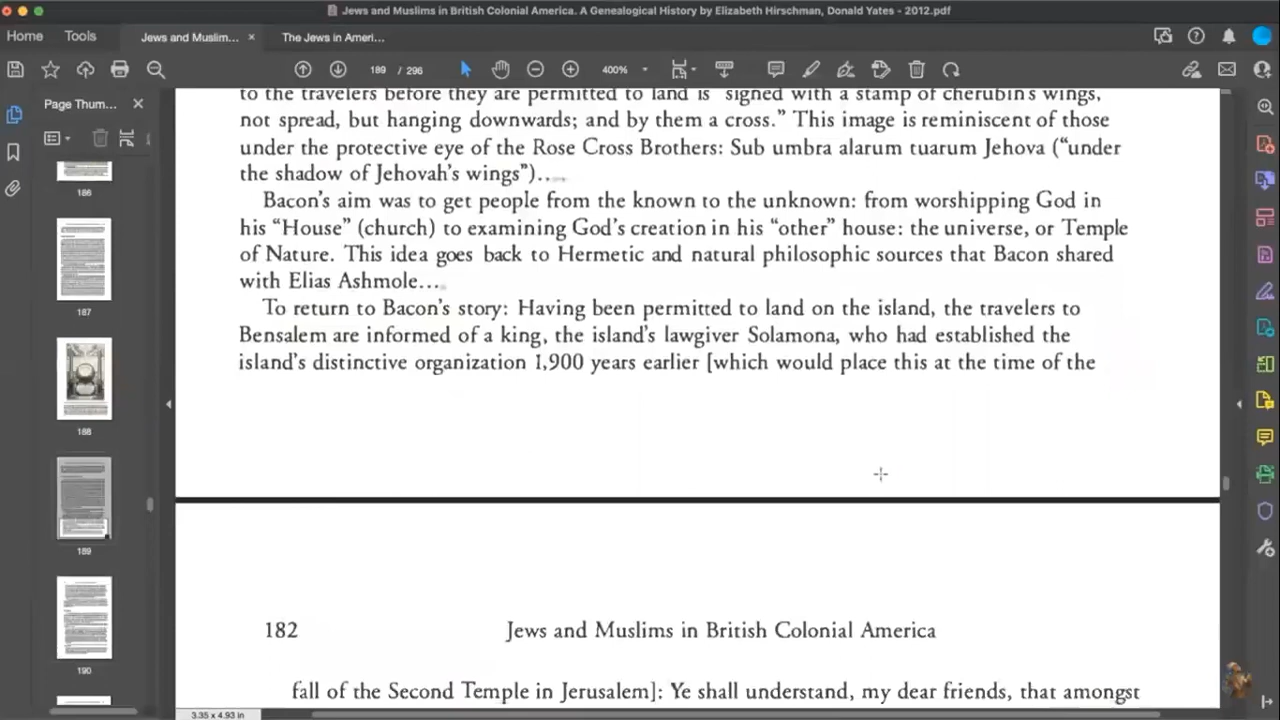 Jews and Muslims in British Colonial America. A Genealogical History by Elizabeth Hirschman, Donald Yates - 2012.pdf
Home Tools Jews and Muslim... × The Jews in Ameri...
189 / 296 400%
Page Thum...
to the travelers before they are permitted to land is "signed with a stamp of cherubin's wings,
not spread, but hanging downwards; and by them a cross." This image is reminiscent of those
under the protective eye of the Rose Cross Brothers: Sub umbra alarum tuarum Jehova ("under
the shadow of Jehovah's wings")....
Bacon's aim was to get people from the known to the unknown: from worshipping God in
his "House" (church) to examining God's creation in his "other" house: the universe, or Temple
of Nature. This idea goes back to Hermetic and natural philosophic sources that Bacon shared
with Elias Ashmole....
To return to Bacon's story: Having been permitted to land on the island, the travelers to
Bensalem are informed of a king, the island's lawgiver Solamona, who had established the
island's distinctive organization 1,900 years earlier [which would place this at the time of the
182 Jews and Muslims in British Colonial America
fall of the Second Temple in Jerusalem]: Ye shall understand, my dear friends, that amongst
186
187
188
189
190
3.35 x 4.93 in